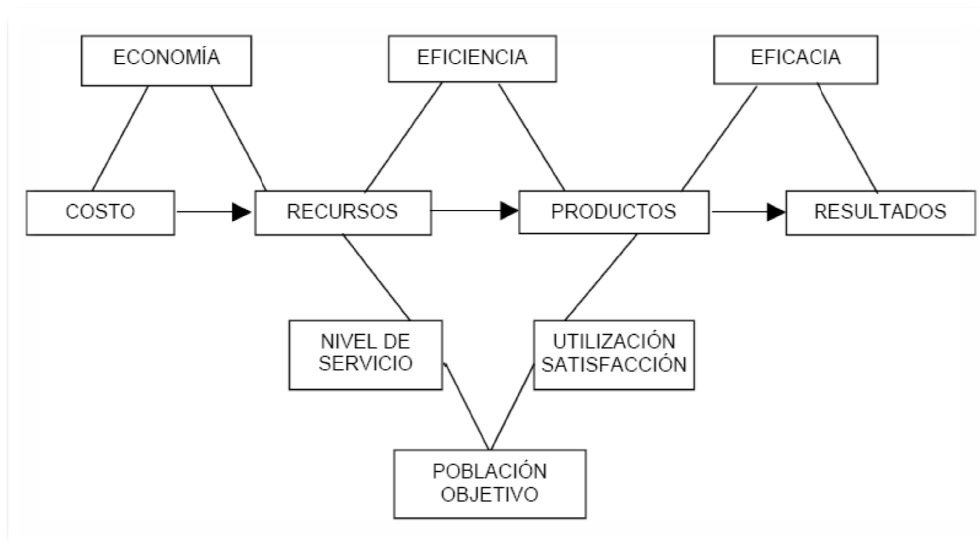 ECONOMÍA
EFICIENCIA
EFICACIA
COSTO
RECURSOS
PRODUCTOS
RESULTADOS
NIVEL DE
SERVICIO
UTILIZACIÓN
SATISFACCIÓN
POBLACIÓN
OBJETIVO